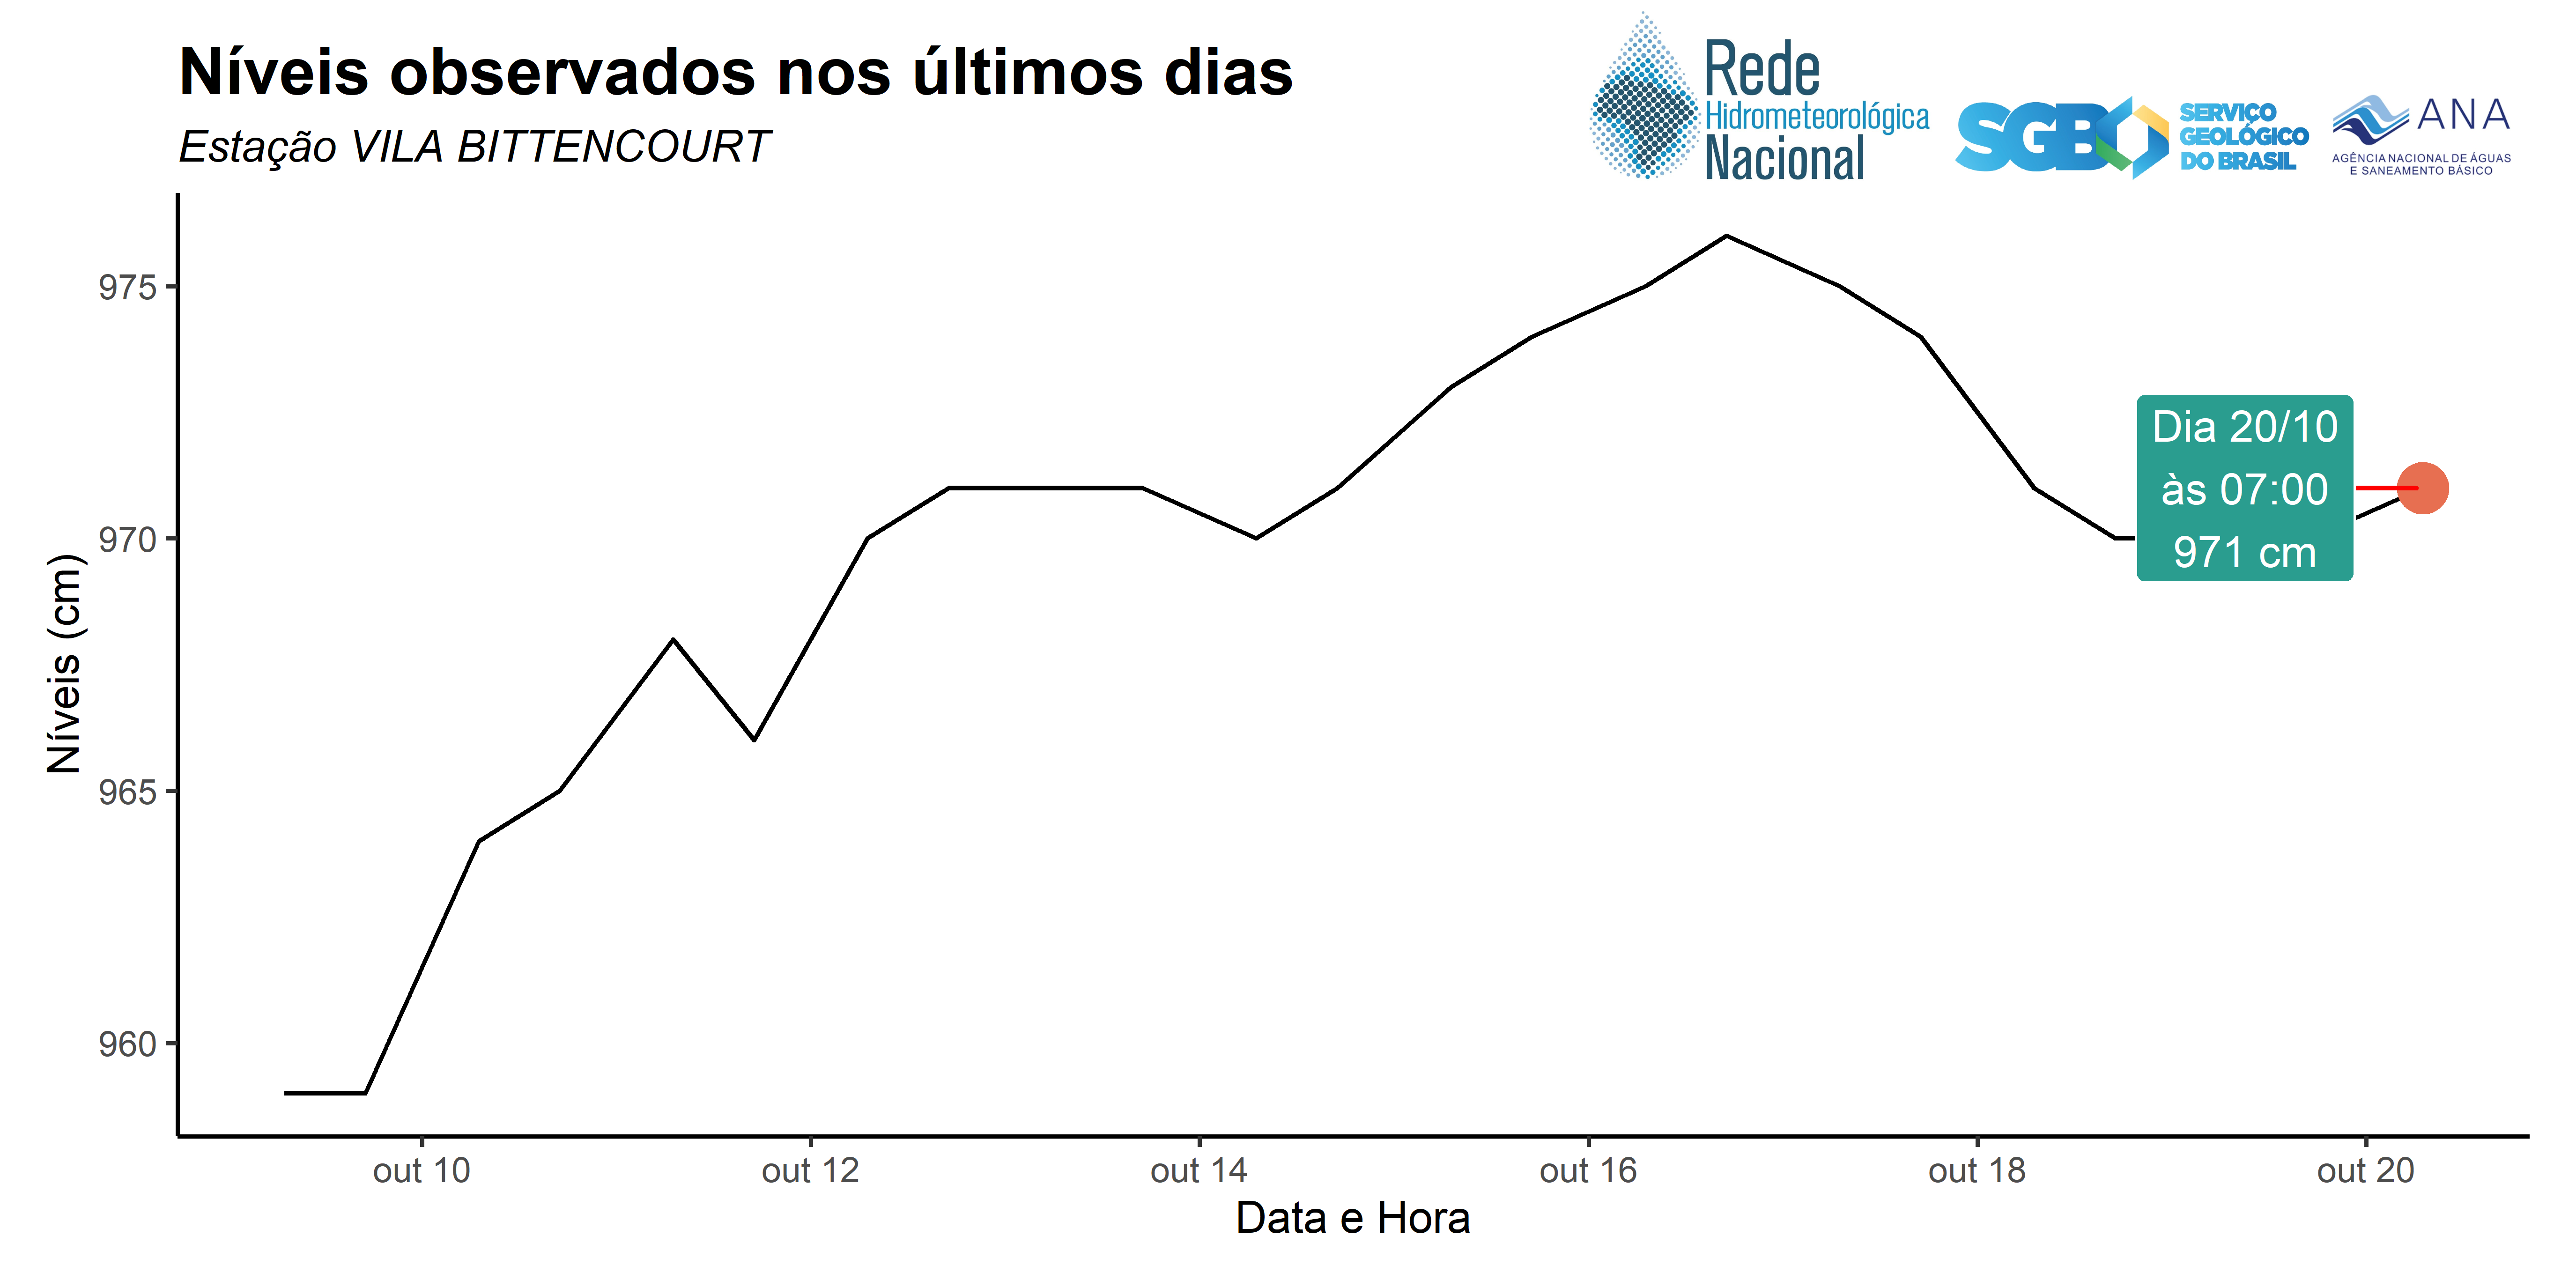 Níveis observados nos últimos dias
Estação VILA BITTENCOURT
Rede
Hidrometeorológica
Nacional
SGB
SERVIÇO
GEOLÓGICO
DO BRASIL
ANA
AGÊNCIA NACIONAL DE ÁGUAS
E SANEAMENTO BÁSICO
Níveis (cm)
975
970
965
960
Dia 20/10
às 07:00
971 cm
out 10
out 12
out 14
out 16
out 18
out 20
Data e Hora